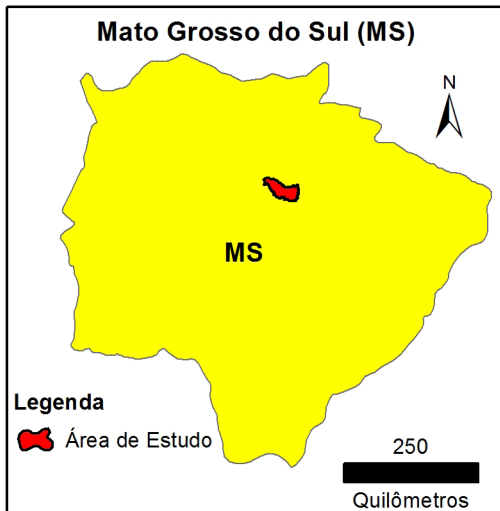 Mato Grosso do Sul (MS)
N
MS
Legenda
Área de Estudo
250
Quilômetros